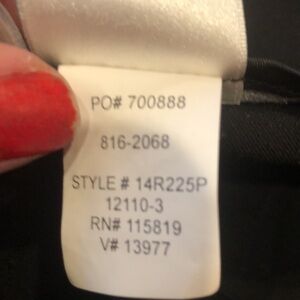 PO# 700888
816-2068
STYLE # 14R225P
12110-3
RN# 115819
V# 13977